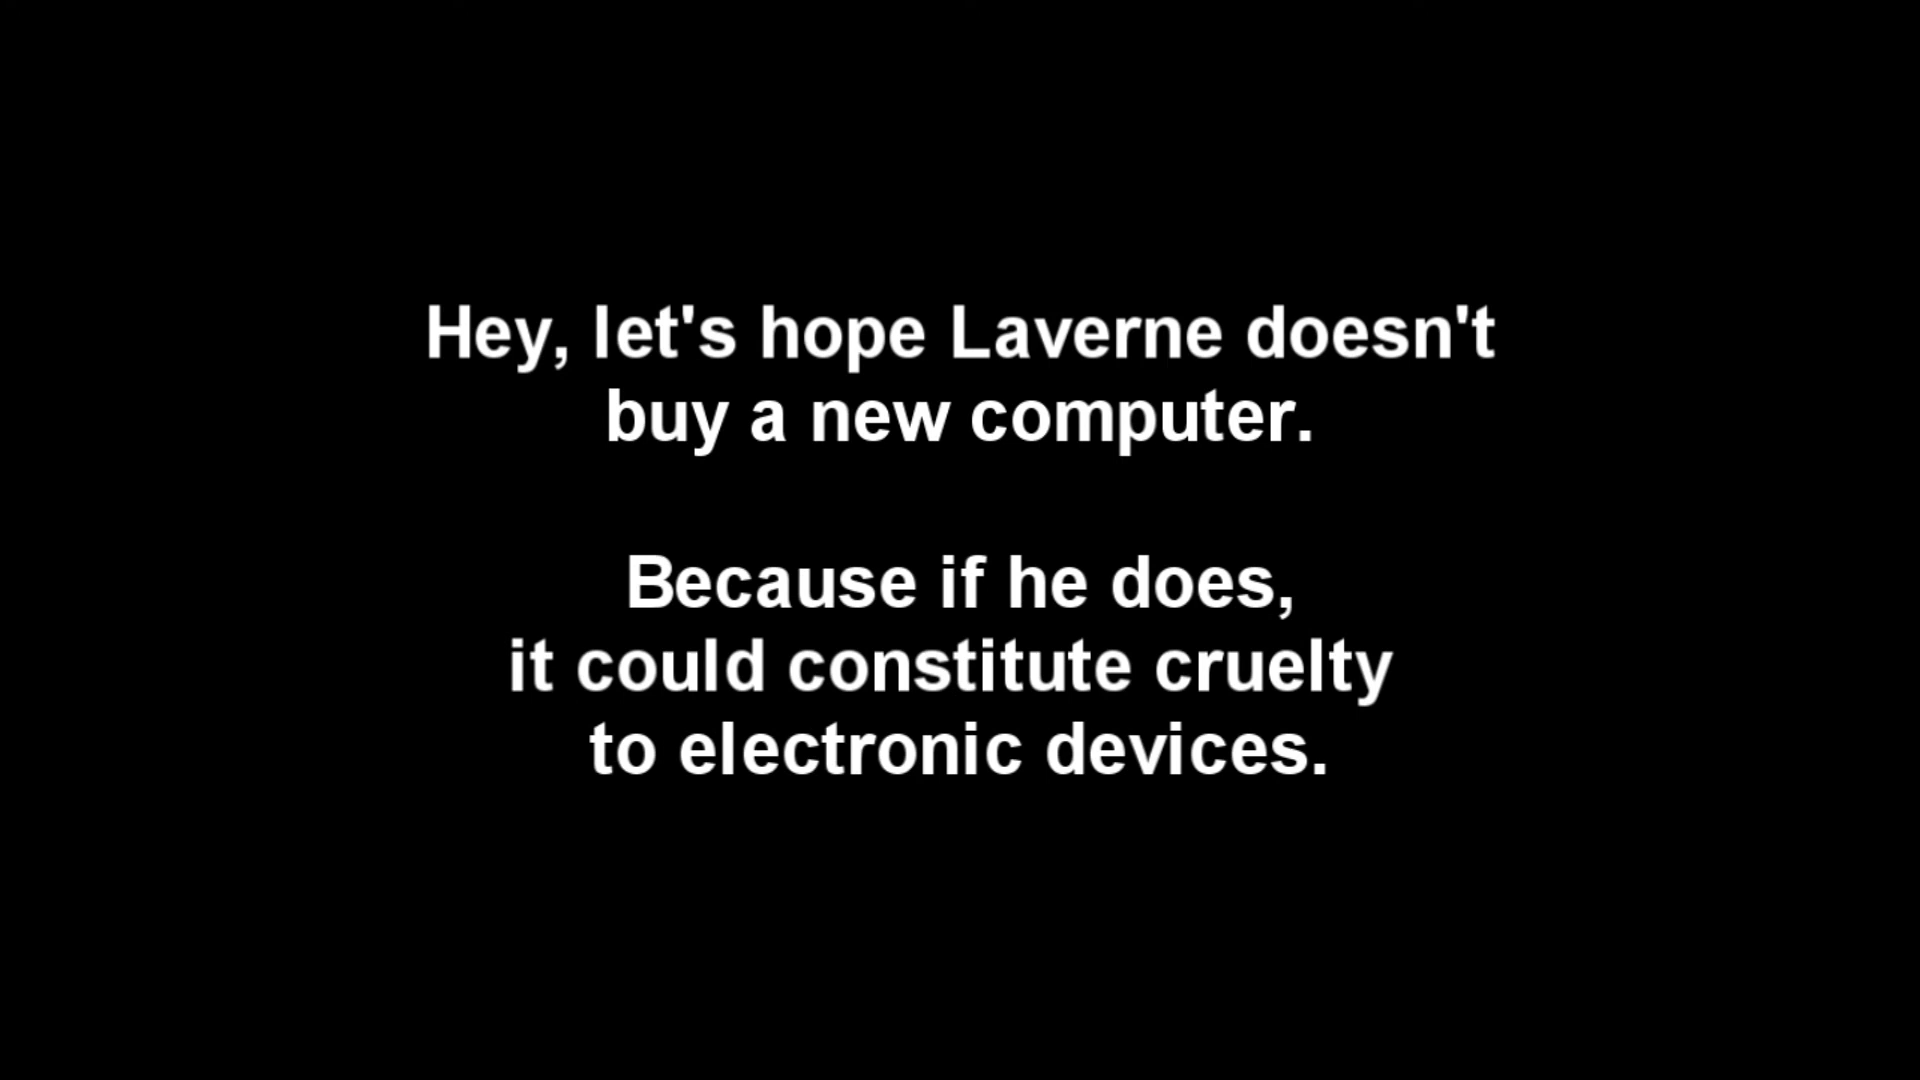 Hey, let's hope Laverne doesn't
buy a new computer.
Because if he does,
it could constitute cruelty
to electronic devices.